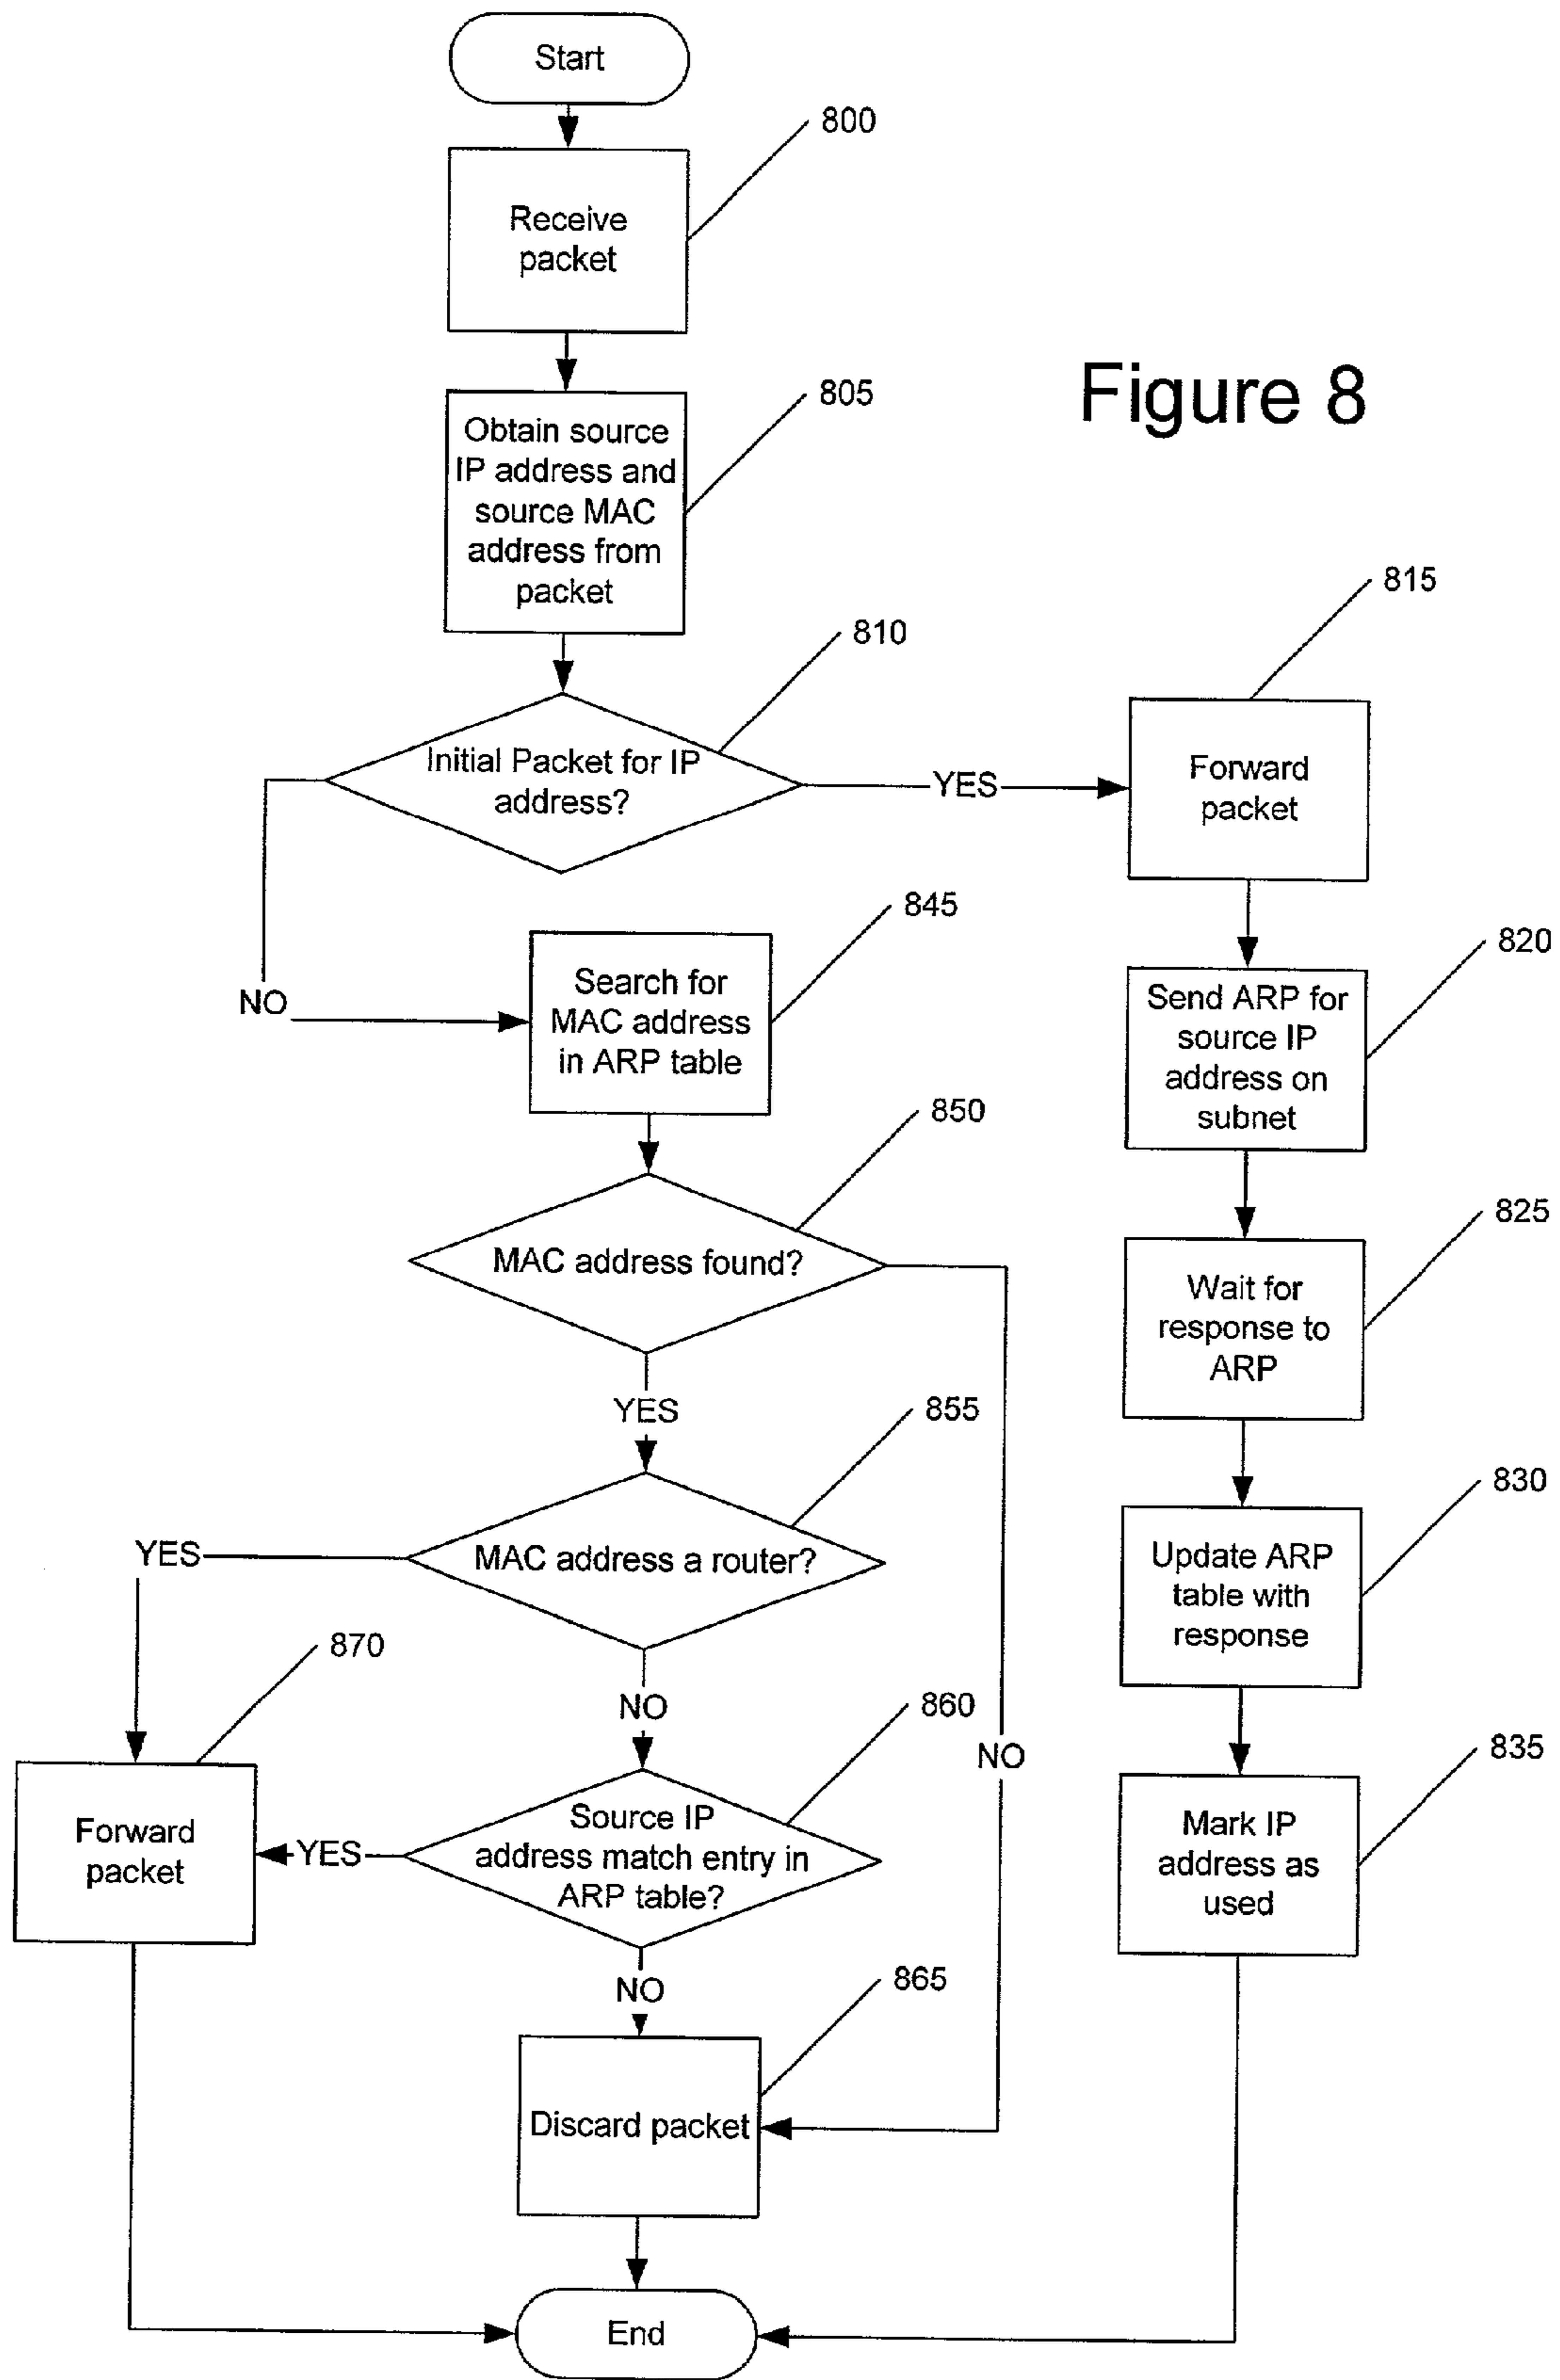 Start
800
Receive
packet
Figure 8
805
Obtain source
IP address and
source MAC
address from
packet
810
Initial Packet for IP
address?
YES
815
Forward
packet
NO
845
Search for
MAC address
in ARP table
820
Send ARP for
source IP
address on
subnet
850
MAC address found?
825
Wait for
response to
ARP
YES
855
MAC address a router?
YES
830
Update ARP
table with
response
870
NO
860
NO
835
Forward
packet
YES
Source IP
address match entry in
ARP table?
Mark IP
address as
used
NO
865
Discard packet
End